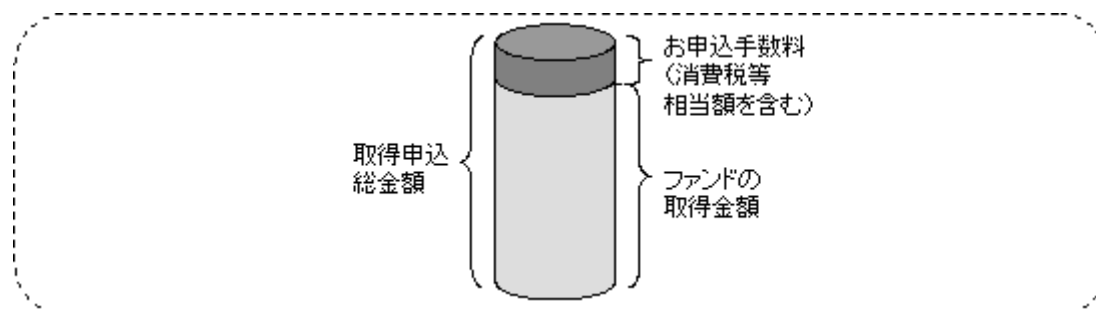 取得申込
総金額
お申込手数料
（消費税等
相当額を含む）
ファンドの
取得金額